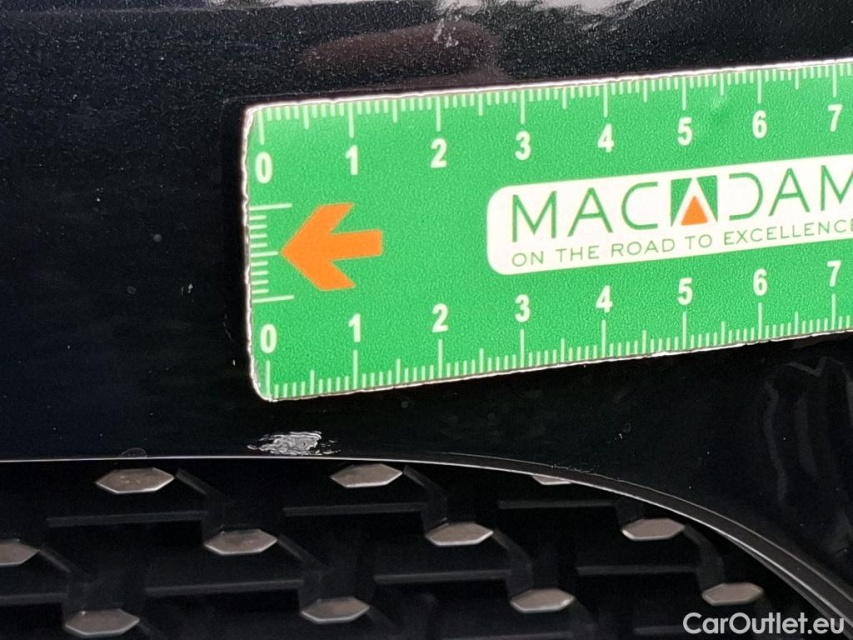 0 1 2 3 4 5 6 7
MACADAM
ON THE ROAD TO EXCELLENCE
0 1 2 3 4 5 6 7
CarOutlet.eu